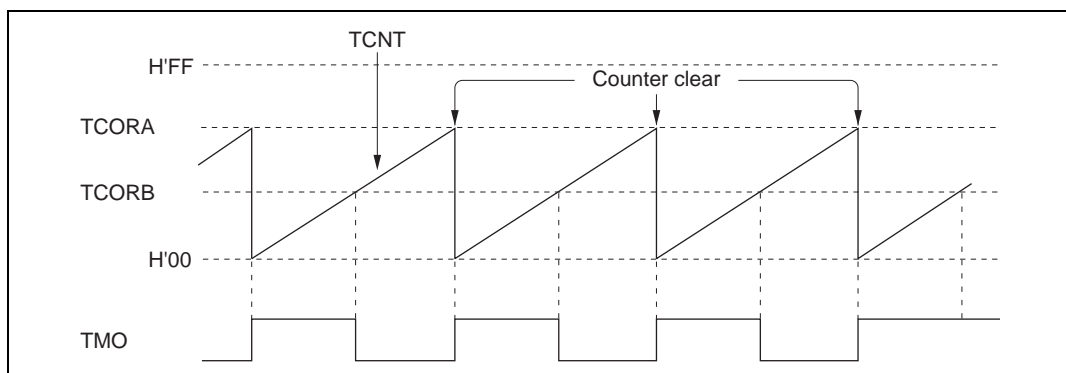 TCNT
H'FF
Counter clear
TCORA
TCORB
H'00
TMO